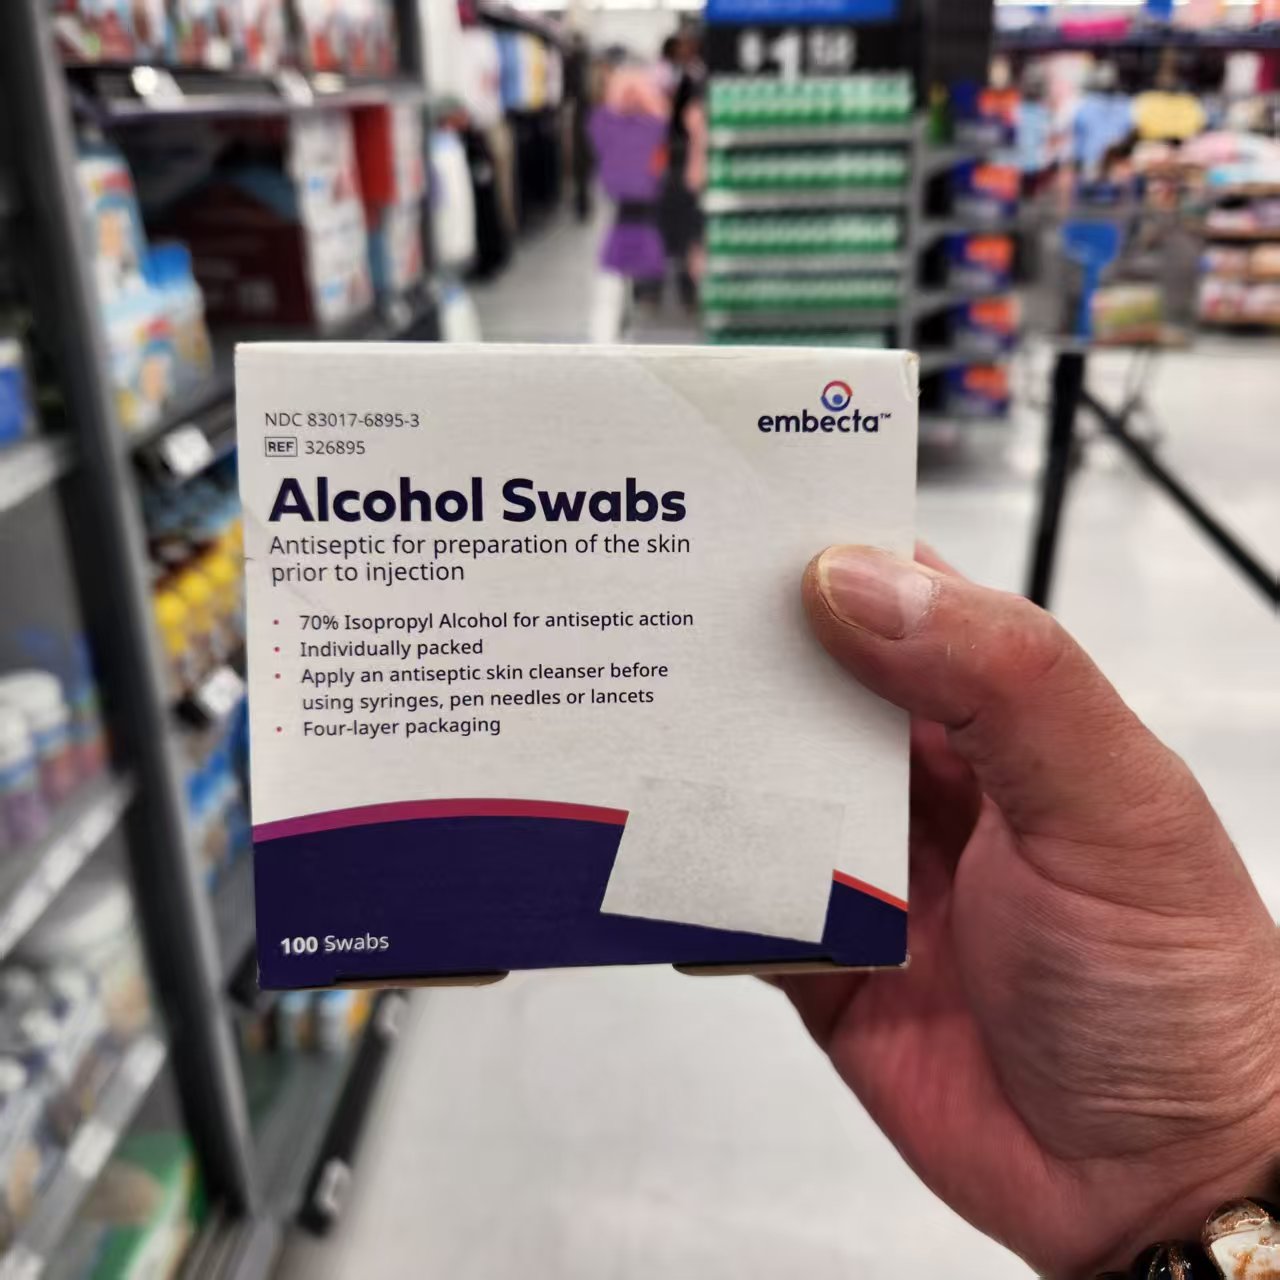 $1 58
NDC 83017-6895-3
embecta™
REF 326895
Alcohol Swabs
Antiseptic for preparation of the skin
prior to injection
• 70% Isopropyl Alcohol for antiseptic action
• Individually packed
• Apply an antiseptic skin cleanser before
using syringes, pen needles or lancets
• Four-layer packaging
100 Swabs